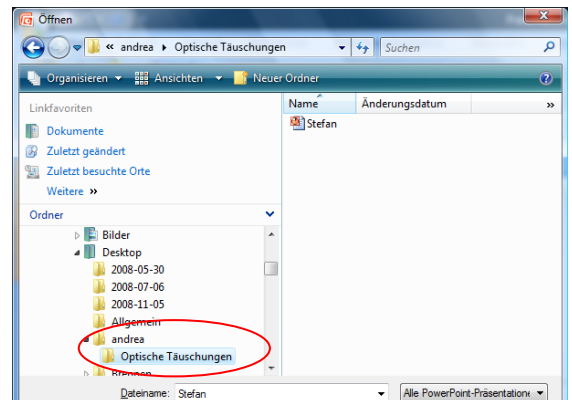 Öffnen
« andrea Optische Täuschungen Suchen
Organisieren Ansichten Neuer Ordner
Linkfavoriten
Dokumente
Zuletzt geändert
Zuletzt besuchte Orte
Weitere »
Ordner
Bilder
Desktop
2008-05-30
2008-07-06
2008-11-05
Allgemein
andrea
Optische Täuschungen
Brennen
Name Änderungsdatum »
Stefan
Dateiname: Stefan Alle PowerPoint-Präsentatione